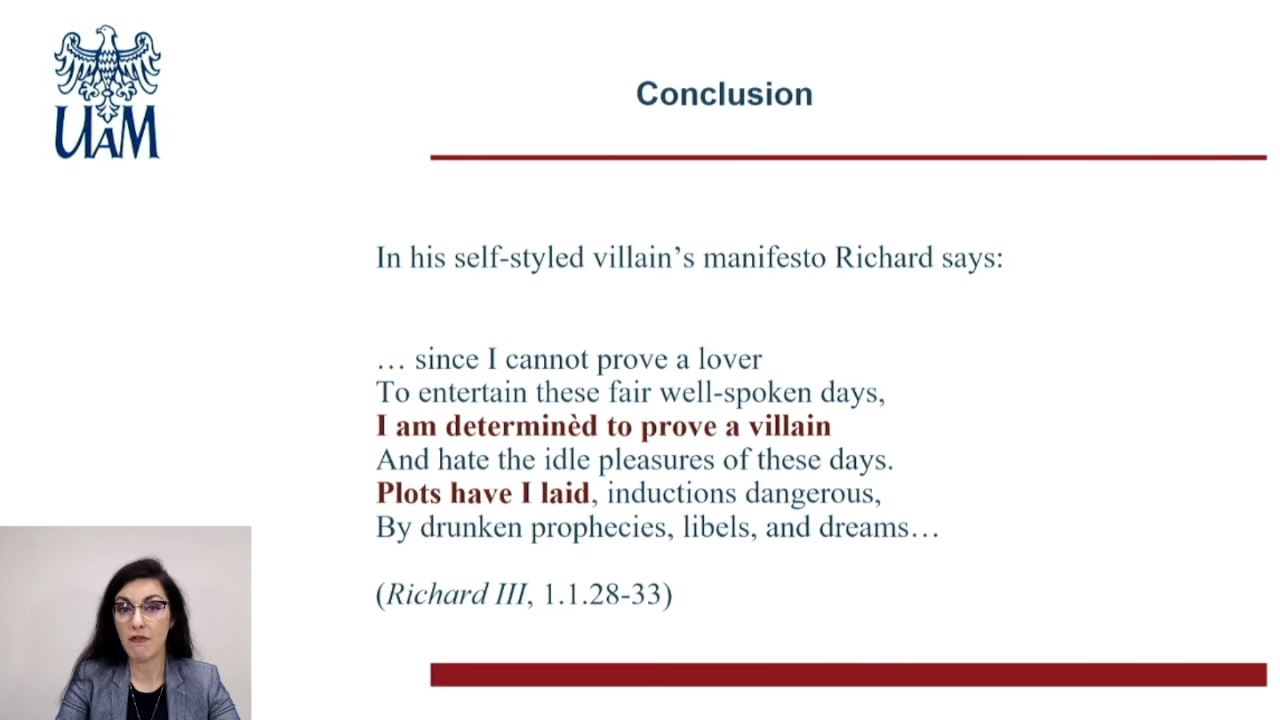 UAM
Conclusion
In his self-styled villain’s manifesto Richard says:
… since I cannot prove a lover
To entertain these fair well-spoken days,
I am determinèd to prove a villain
And hate the idle pleasures of these days.
Plots have I laid, inductions dangerous,
By drunken prophecies, libels, and dreams…
(Richard III, 1.1.28-33)